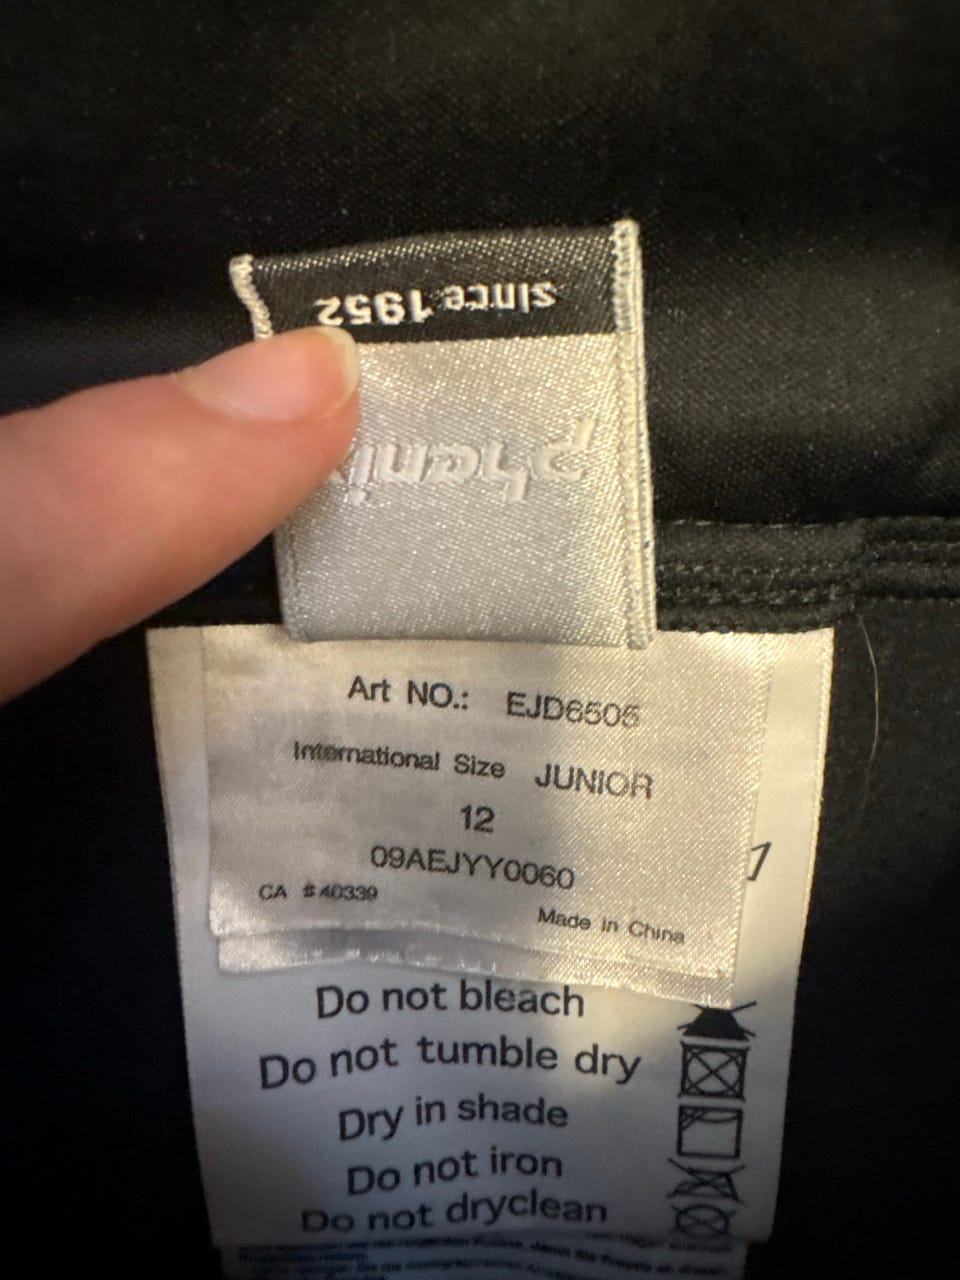 since 1952
pheni
Art NO.: EJD6505
International Size JUNIOR
12
09AEJYY0060
CA # 40339
Made in China
Do not bleach
Do not tumble dry
Dry in shade
Do not iron
Do not dryclean